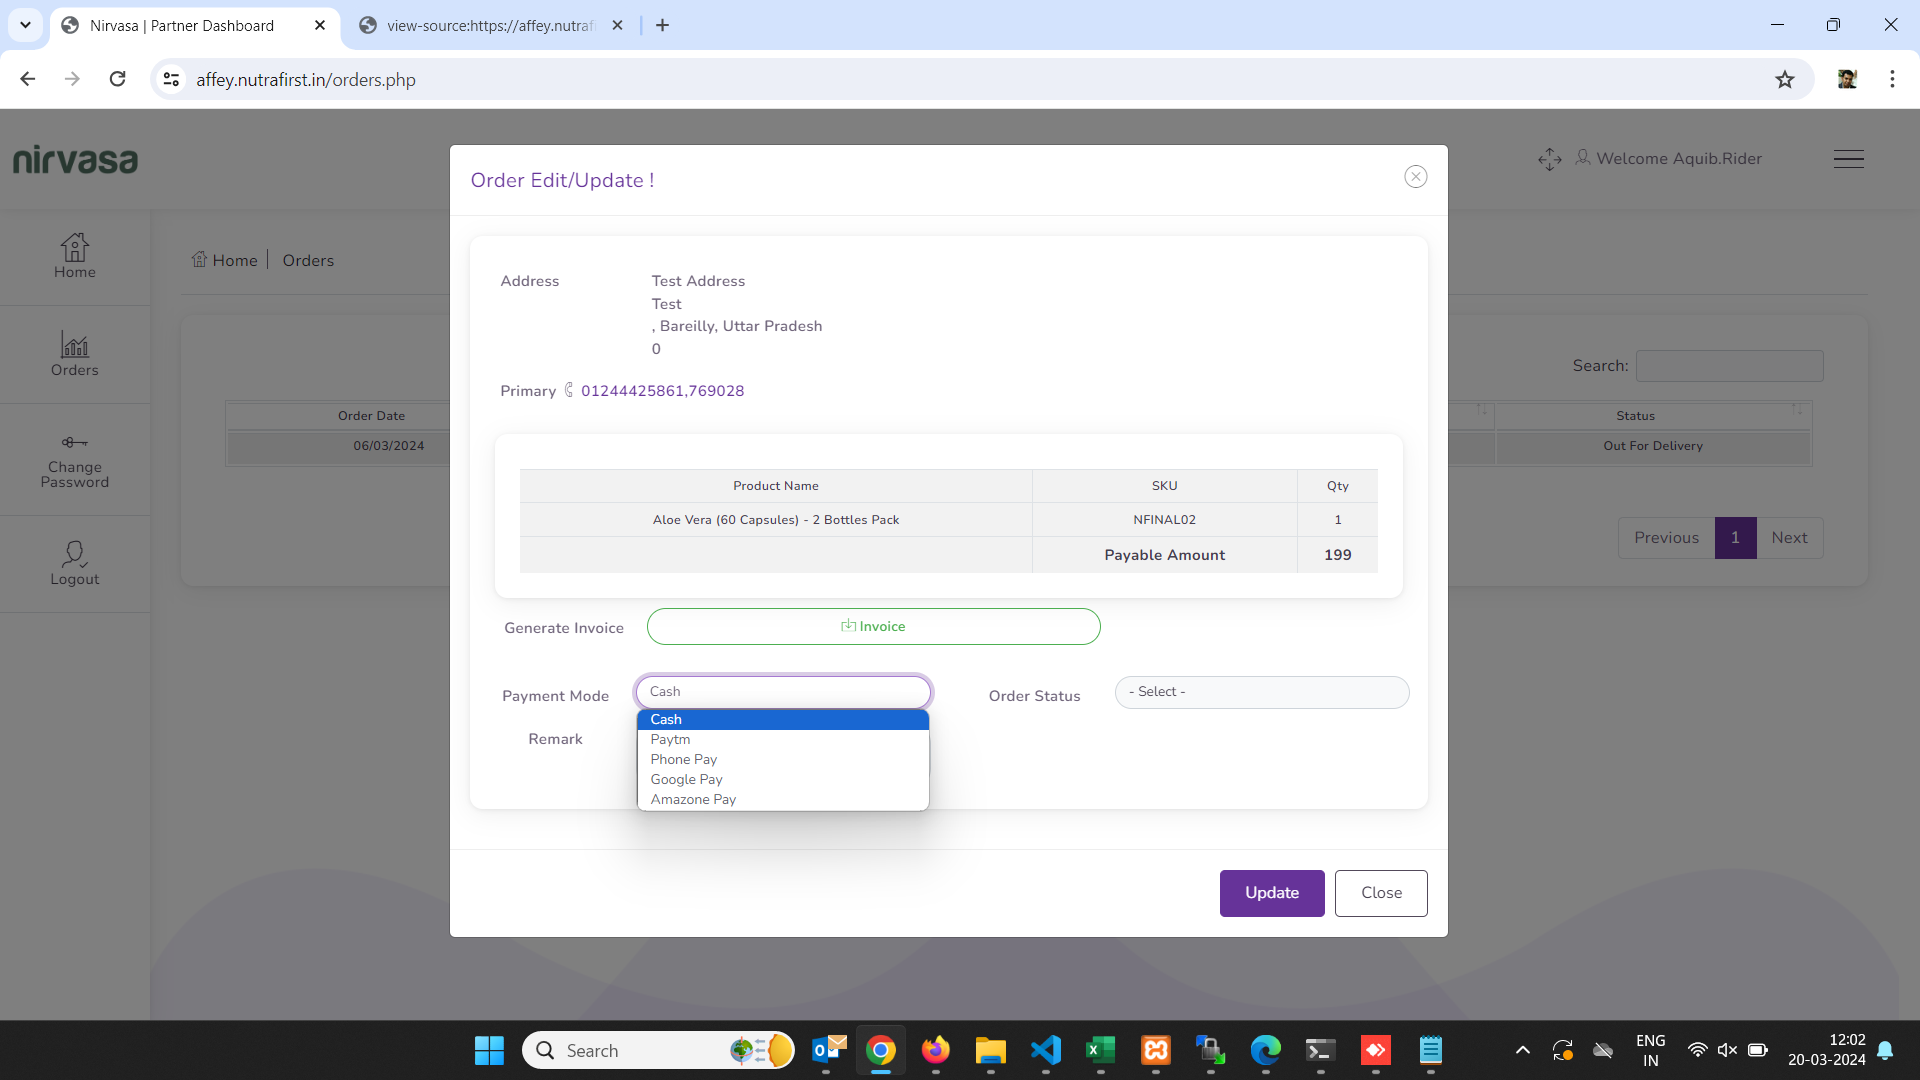 Nirvasa | Partner Dashboard
view-source:https://affey.nutrafi
affey.nutrafirst.in/orders.php
nirvasa
Welcome Aquib.Rider
Home
Orders
Change
Password
Logout
Home
Orders
Search:
Order Date
Status
06/03/2024
Out For Delivery
Previous
1
Next
Order Edit/Update !
Address
Test Address
Test
, Bareilly, Uttar Pradesh
0
Primary
01244425861,769028
Product Name SKU Qty
Aloe Vera (60 Capsules) - 2 Bottles Pack NFINAL02 1
Payable Amount 199
Generate Invoice
Invoice
Payment Mode
Cash
Order Status
- Select -
Cash
Paytm
Phone Pay
Google Pay
Amazone Pay
Remark
Update
Close
Search
ENG
IN
12:02
20-03-2024